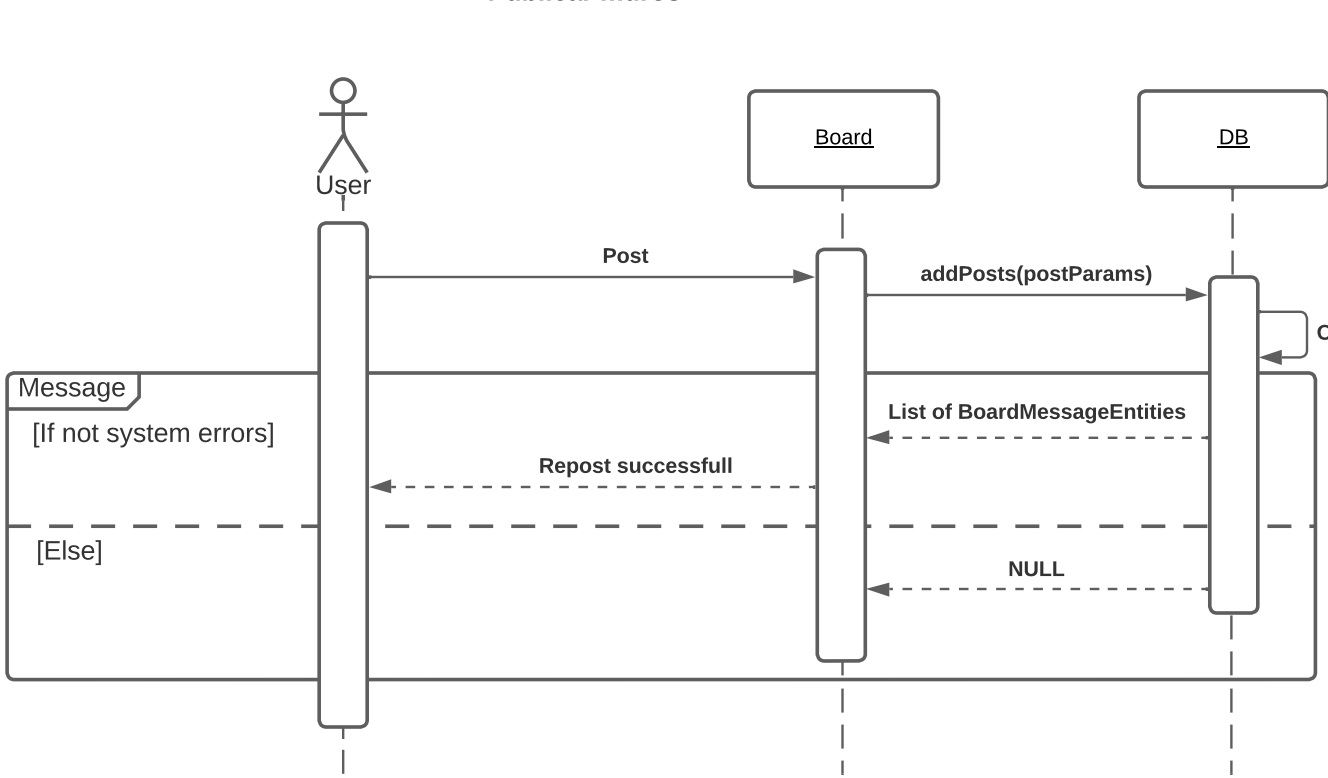 Board
DB
User
Post
addPosts(postParams)
Message
[If not system errors]
List of BoardMessageEntities
Repost successfull
[Else]
NULL